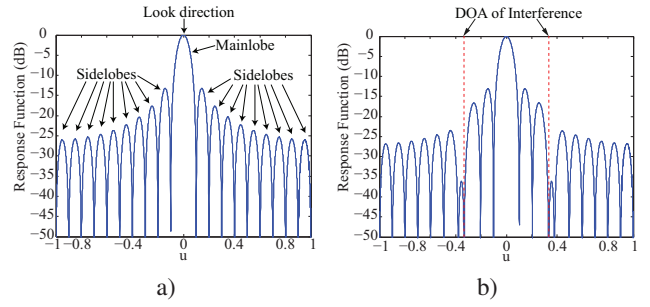 Look direction
Mainlobe
Sidelobes
Sidelobes
Response Function (dB)
0
−5
−10
−15
−20
−25
−30
−35
−40
−45
−50
−1 −0.8 −0.4 0 0.4 0.8 1
u
a)
DOA of Interference
Response Function (dB)
0
−5
−10
−15
−20
−25
−30
−35
−40
−45
−50
−1 −0.8 −0.4 0 0.4 0.8 1
u
b)